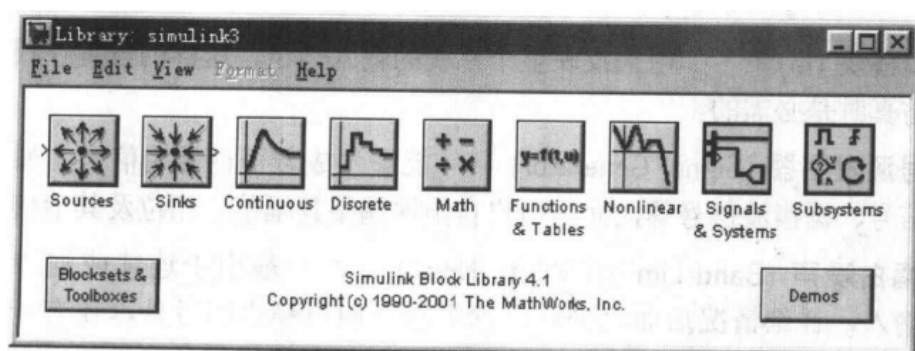 Library: simulink3
File Edit View Format Help
y=f(t,u)
Sources Sinks Continuous Discrete Math Functions & Tables Nonlinear Signals & Systems Subsystems
Blocksets & Toolboxes
Simulink Block Library 4.1
Copyright (c) 1990-2001 The MathWorks, Inc.
Demos